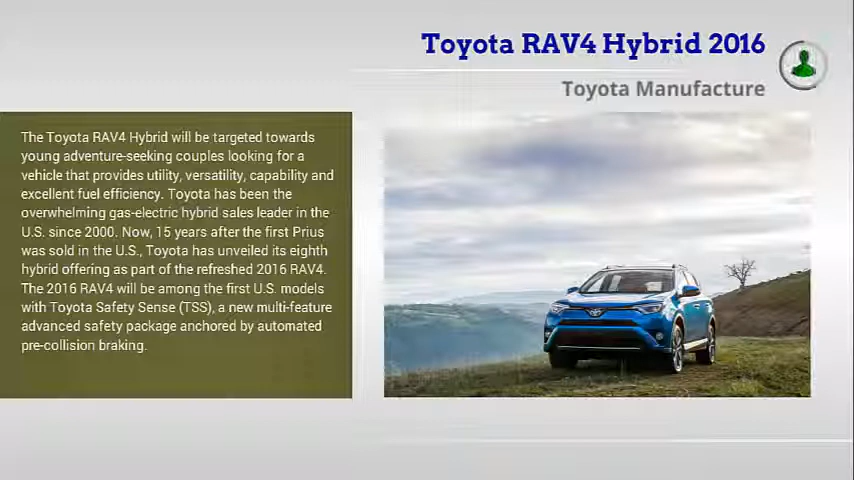 Toyota RAV4 Hybrid 2016
Toyota Manufacture
The Toyota RAV4 Hybrid will be targeted towards
young adventure-seeking couples looking for a
vehicle that provides utility, versatility, capability and
excellent fuel efficiency. Toyota has been the
overwhelming gas-electric hybrid sales leader in the
U.S. since 2000. Now, 15 years after the first Prius
was sold in the U.S., Toyota has unveiled its eighth
hybrid offering as part of the refreshed 2016 RAV4.
The 2016 RAV4 will be among the first U.S. models
with Toyota Safety Sense (TSS), a new multi-feature
advanced safety package anchored by automated
pre-collision braking.